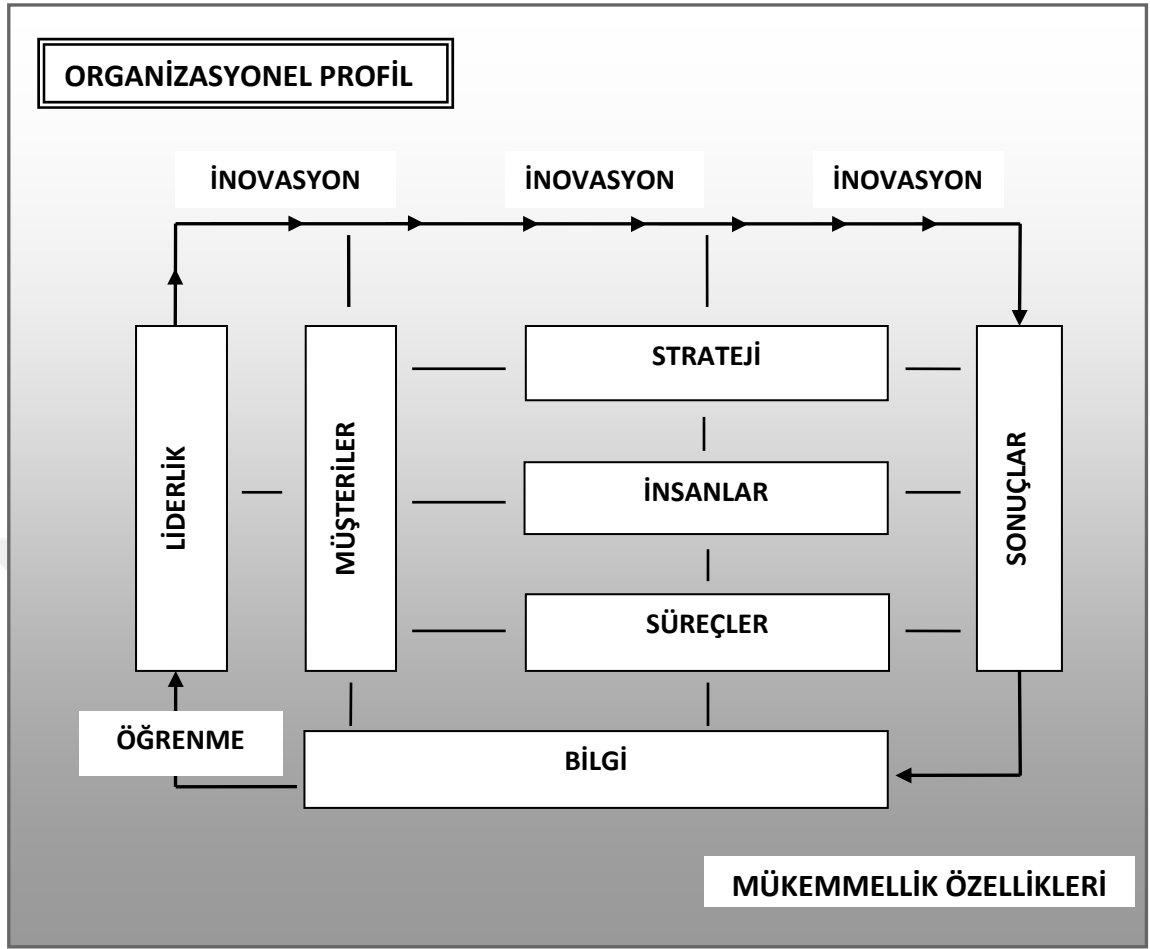 ORGANİZASYONEL PROFİL
İNOVASYON
İNOVASYON
İNOVASYON
LİDERLİK
MÜŞTERİLER
STRATEJİ
İNSANLAR
SÜREÇLER
SONUÇLAR
ÖĞRENME
BİLGİ
MÜKEMMELLİK ÖZELLİKLERİ